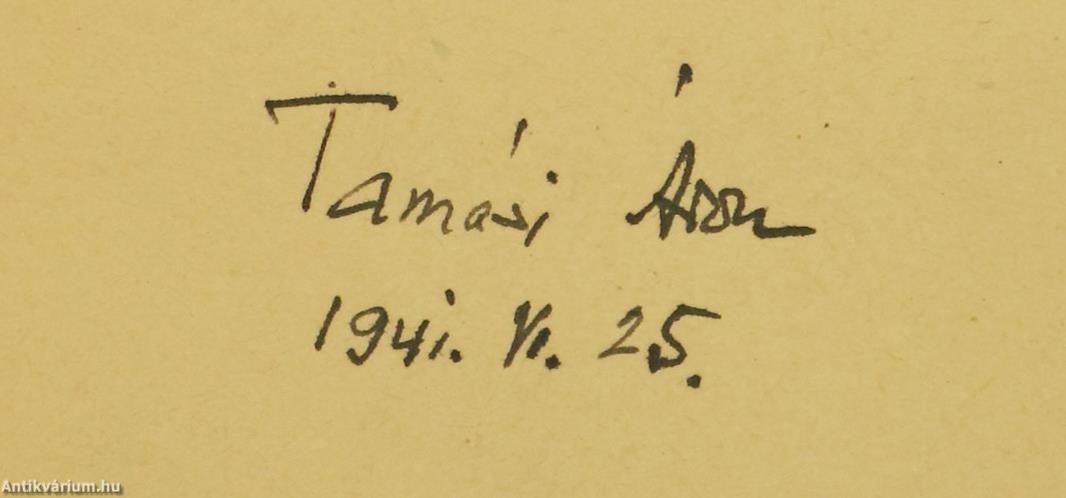 Tamási Áron
1941. VI. 25.
Antikvárium.hu